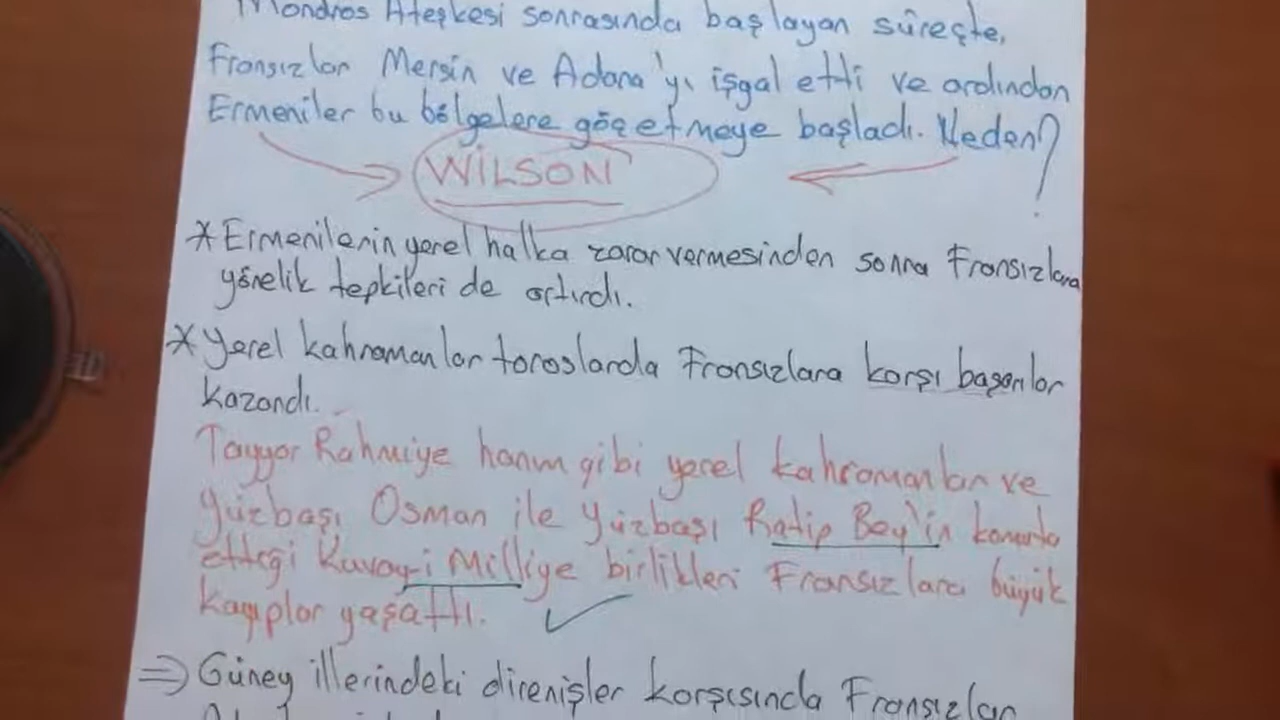 Mondros Ateşkesi sonrasında başlayan süreçte,
Fransızlar Mersin ve Adana'yı işgal etti ve ardından
Ermeniler bu bölgelere göç etmeye başladı. Neden?
WİLSON
* Ermenilerin yerel halka zarar vermesinden sonra Fransızlara
yönelik tepkileri de artırdı.
* Yerel kahramanlar toroslarda Fransızlara karşı başarılar
kazandı.
Tayyar Rahmiye hanım gibi yerel kahramanları ve
Yüzbaşı Osman ile Yüzbaşı Ratip Bey'in komuta
ettiği Kuvay-i Milliye birlikleri Fransızlara büyük
kayıplar yaşattı.
⇒ Güney illerindeki direnişler karşısında Fransızlar